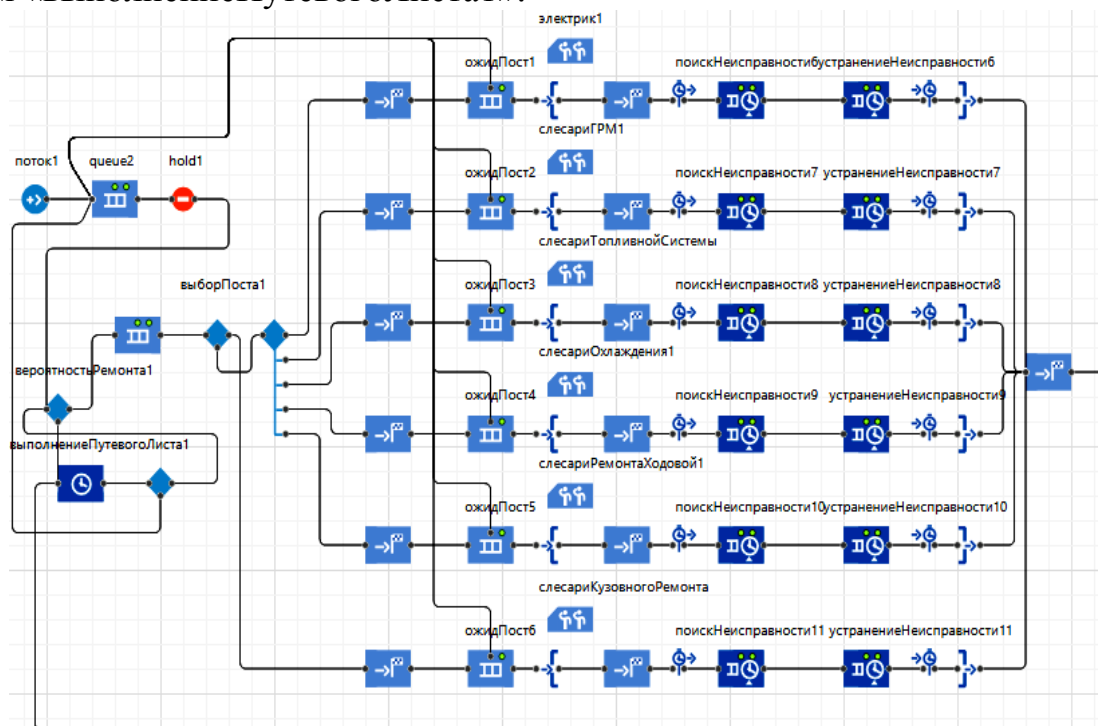 «ВыполнениеПутевогоЛиста1».
электрик1
ожидПост1
поискНеисправности6
устранениеНеисправности6
слесариГРМ1
поток1
queue2
hold1
ожидПост2
поискНеисправности7
устранениеНеисправности7
слесариТопливнойСистемы
выборПоста1
ожидПост3
поискНеисправности8
устранениеНеисправности8
слесариОхлаждения1
вероятностьРемонта1
ожидПост4
поискНеисправности9
устранениеНеисправности9
выполнениеПутевогоЛиста1
слесариРемонтаХодовой1
ожидПост5
поискНеисправности10
устранениеНеисправности10
слесариКузовногоРемонта
ожидПост6
поискНеисправности11
устранениеНеисправности11